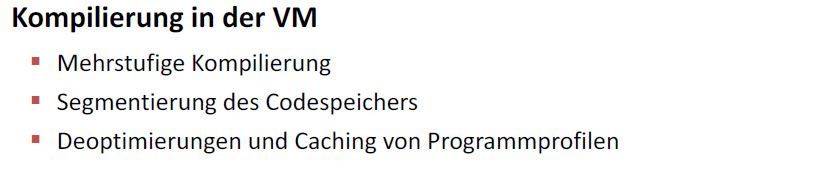 Kompilierung in der VM
▪ Mehrstufige Kompilierung
▪ Segmentierung des Codespeichers
▪ Deoptimierungen und Caching von Programmprofilen